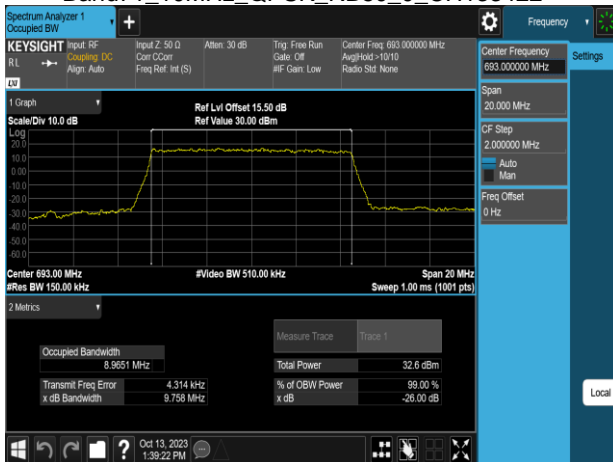 Spectrum Analyzer 1
Occupied BW
Frequency
KEYSIGHT
RL
Input: RF
Coupling: DC
Align: Auto
Input Z: 50 Ω
Corr CCorr
Freq Ref: Int (S)
Atten: 30 dB
Trig: Free Run
Gate: Off
#IF Gain: Low
Center Freq: 693.000000 MHz
Avg|Hold:>10/10
Radio Std: None
LXI
Center Frequency
693.000000 MHz
Settings
Span
20.000 MHz
CF Step
2.000000 MHz
Auto
Man
Freq Offset
0 Hz
Local
1 Graph
Scale/Div 10.0 dB
Ref Lvl Offset 15.50 dB
Ref Value 30.00 dBm
Log
20.0
10.0
0.00
-10.0
-20.0
-30.0
-40.0
-50.0
-60.0
Center 693.00 MHz
#Video BW 510.00 kHz
Span 20 MHz
#Res BW 150.00 kHz
Sweep 1.00 ms (1001 pts)
2 Metrics
Measure Trace
Trace 1
Occupied Bandwidth
8.9651 MHz
Total Power
32.6 dBm
Transmit Freq Error
4.314 kHz
% of OBW Power
99.00 %
x dB Bandwidth
9.758 MHz
x dB
-26.00 dB
?
Oct 13, 2023
1:39:22 PM